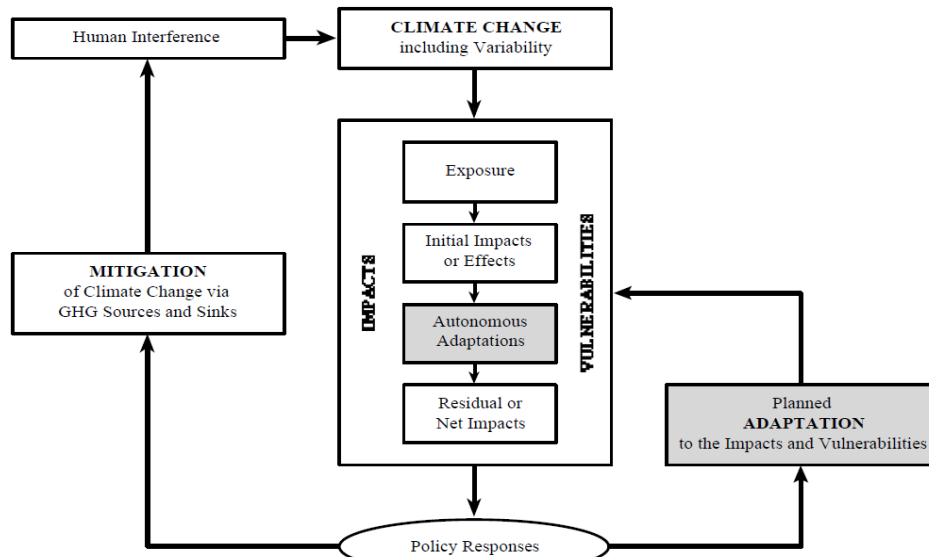 Human Interference
CLIMATE CHANGE
including Variability
Exposure
Initial Impacts
or Effects
IMPACTS
VULNERABILITIES
MITIGATION
of Climate Change via
GHG Sources and Sinks
Autonomous
Adaptations
Residual or
Net Impacts
Planned
ADAPTATION
to the Impacts and Vulnerabilities
Policy Responses